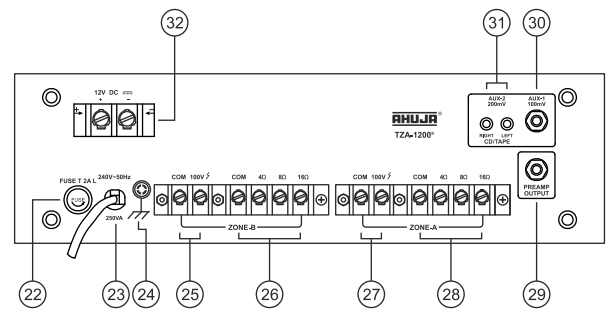 32
31
30
12V DC
+ -
+ -
AUX-2
200mV
AUX-1
100mV
RIGHT LEFT
CD/TAPE
AHUJA®
TZA-1200®
PREAMP
OUTPUT
FUSE T 2A L
FUSE
240V~50Hz
250VA
COM 100V COM 4Ω 8Ω 16Ω
ZONE-B
COM 100V COM 4Ω 8Ω 16Ω
ZONE-A
22
23
24
25
26
27
28
29